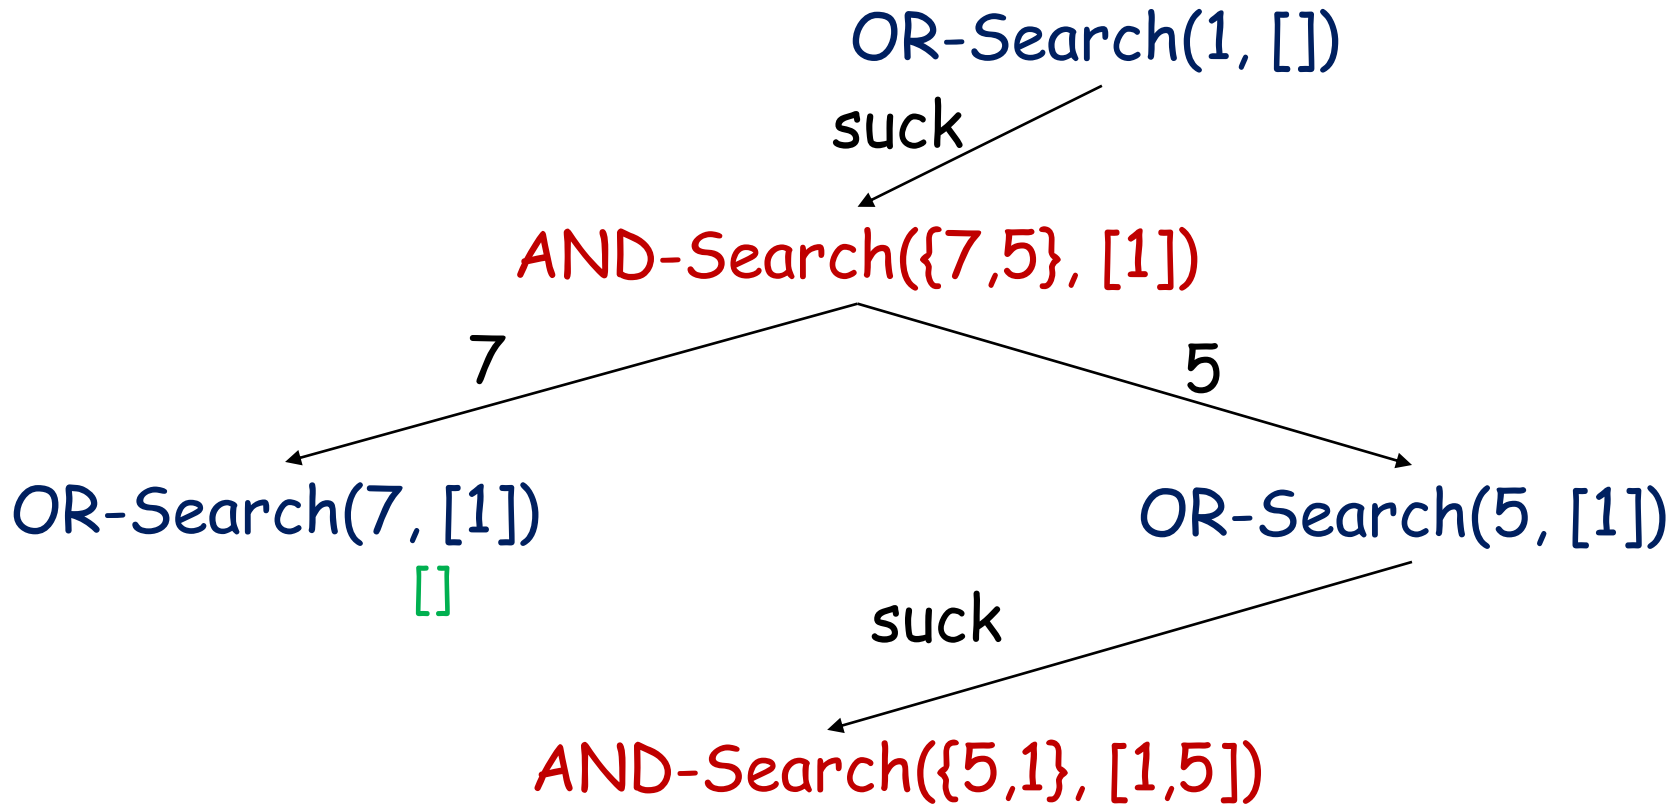 OR-Search(1, [])
suck
AND-Search({7,5}, [1])
7
5
OR-Search(7, [1])
OR-Search(5, [1])
[]
suck
AND-Search({5,1}, [1,5])